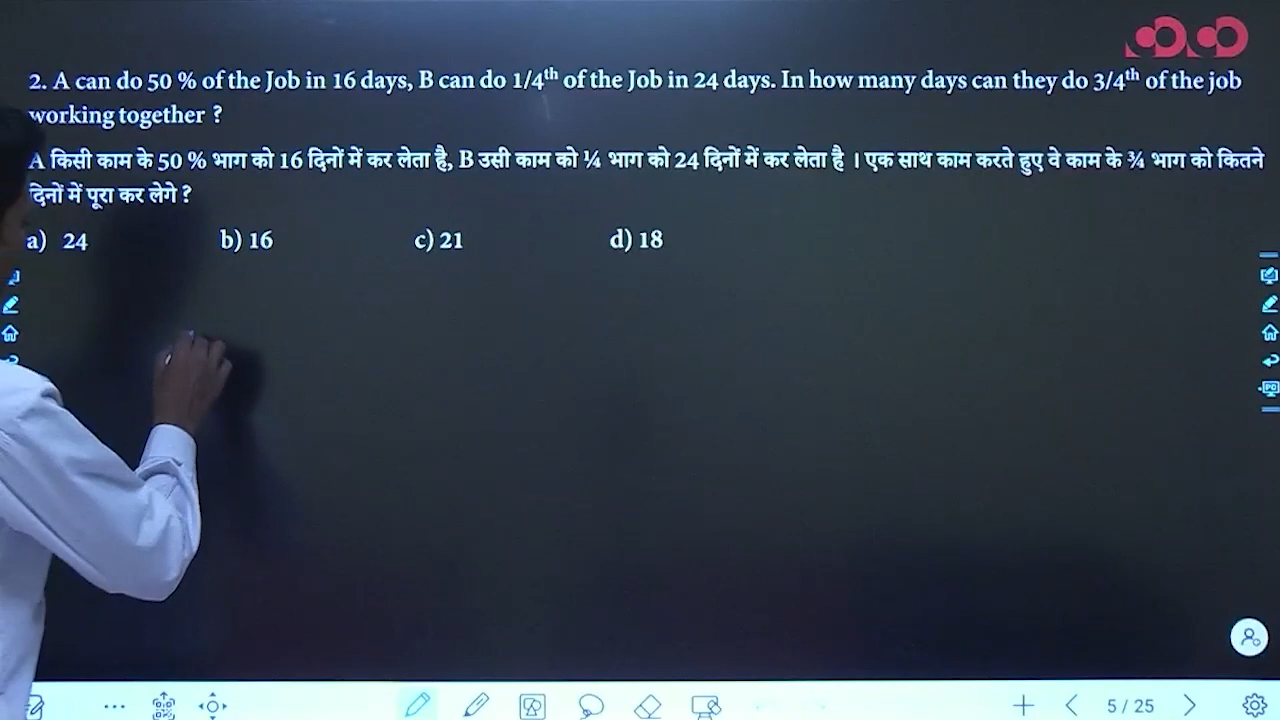 2. A can do 50 % of the Job in 16 days, B can do 1/4th of the Job in 24 days. In how many days can they do 3/4th of the job
working together ?
A किसी काम के 50 % भाग को 16 दिनों में कर लेता है, B उसी काम को ¼ भाग को 24 दिनों में कर लेता है । एक साथ काम करते हुए वे काम के ¾ भाग को कितने
दिनों में पूरा कर लेगे ?
a) 24 b) 16 c) 21 d) 18
5 / 25